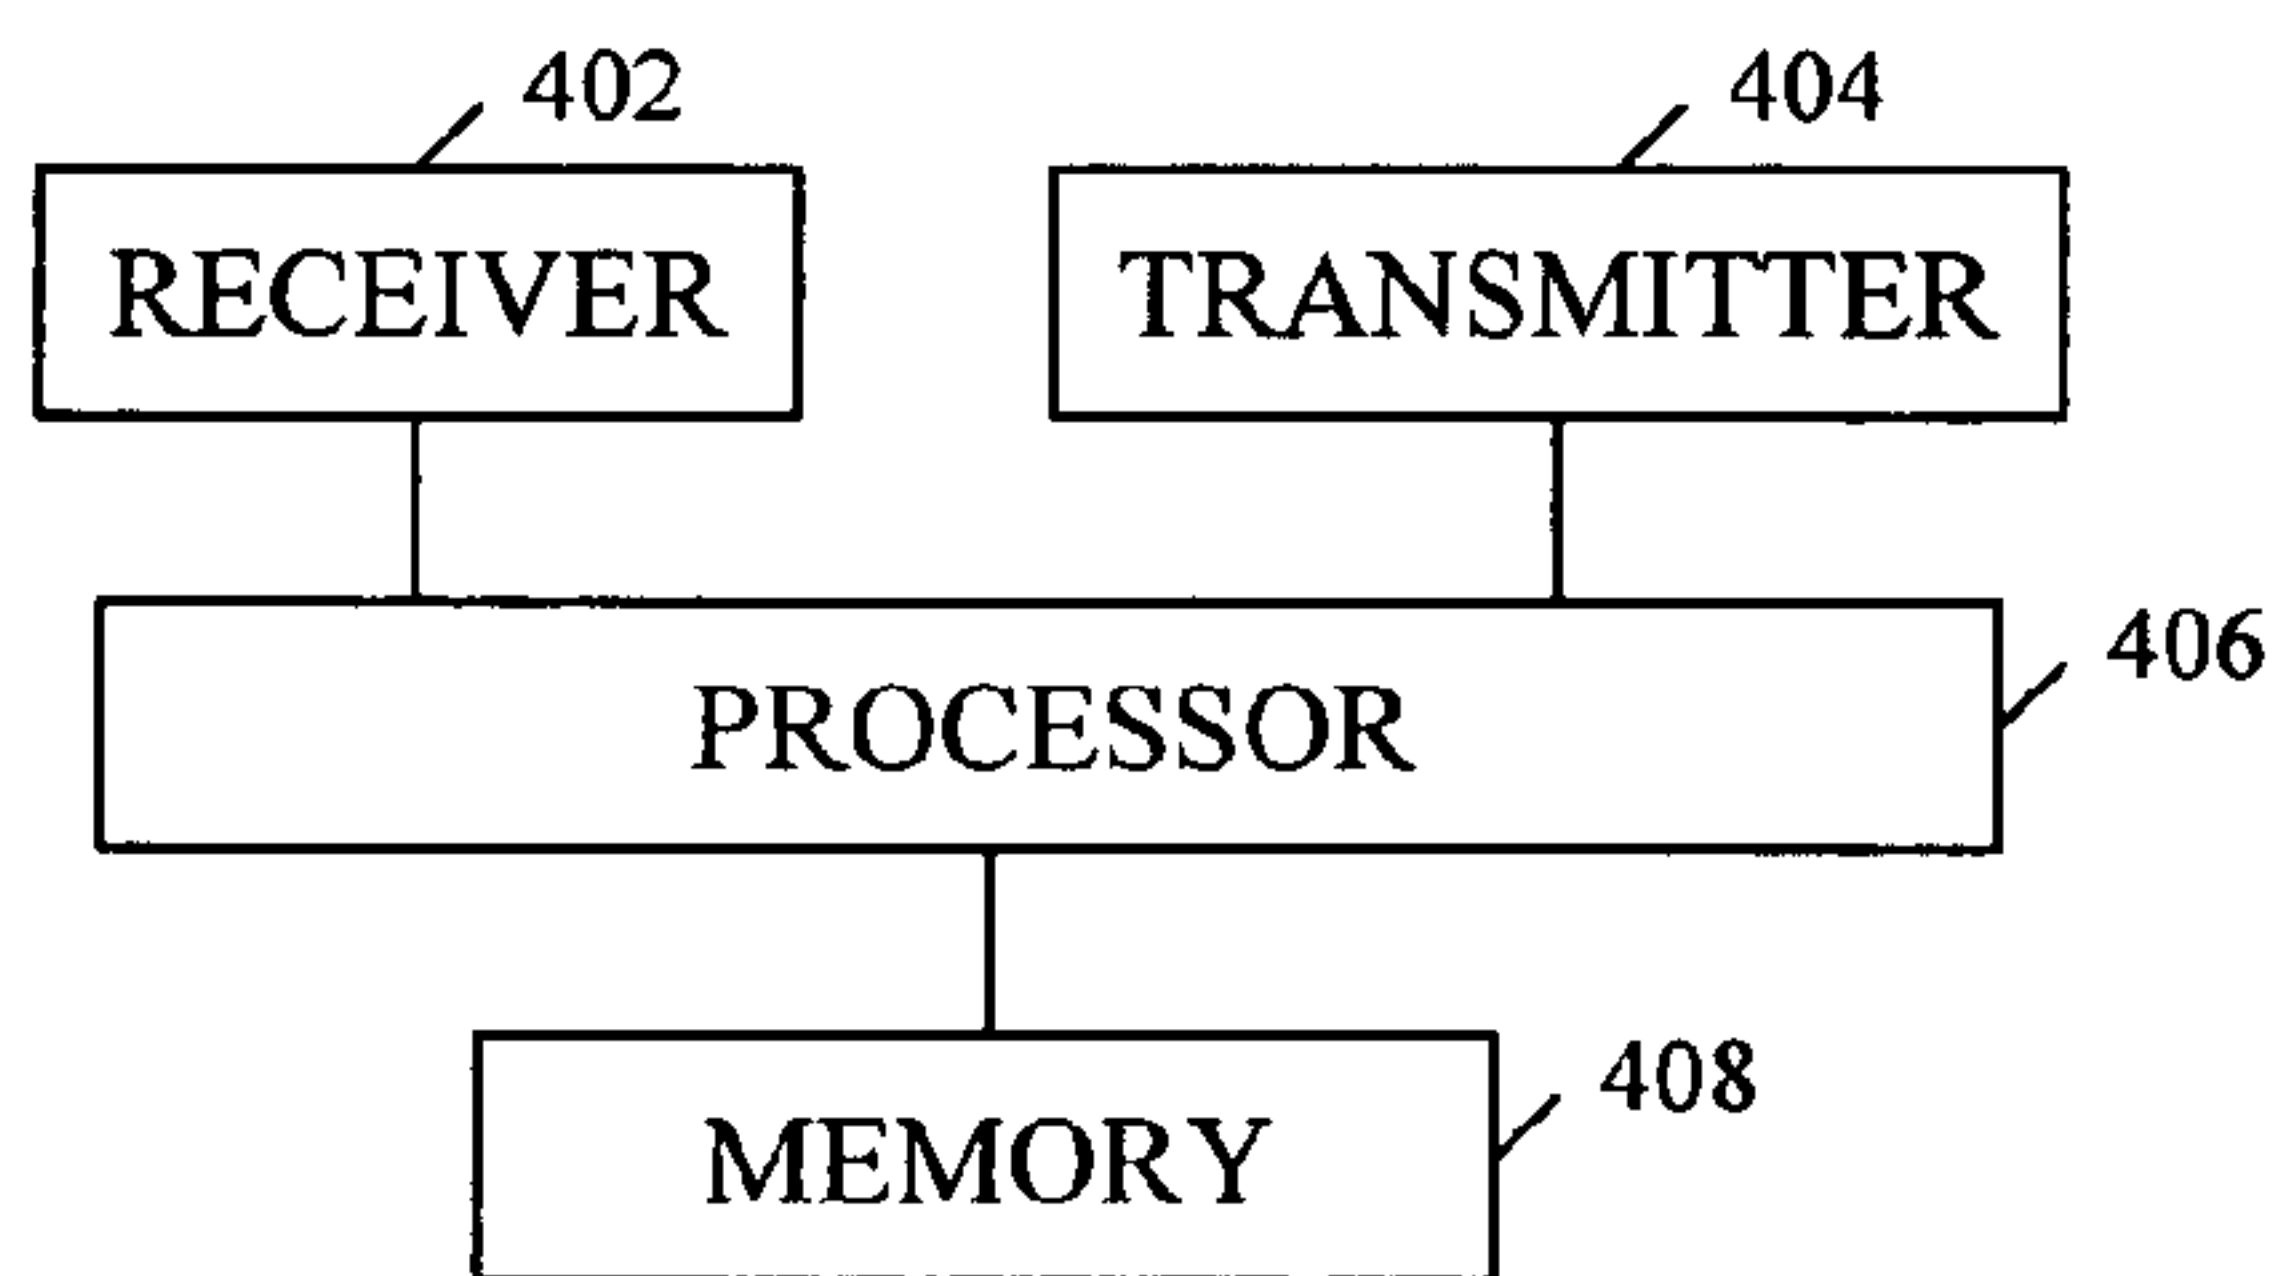 402
404
RECEIVER
TRANSMITTER
406
PROCESSOR
408
MEMORY